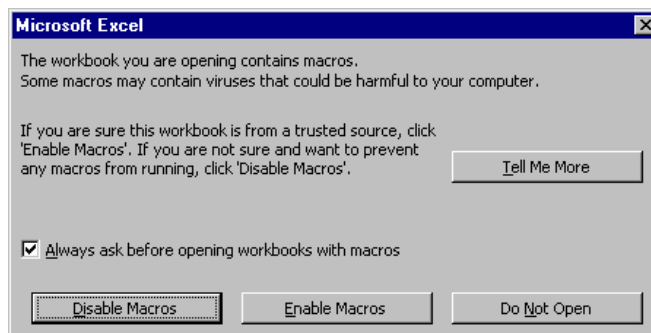 Microsoft Excel
The workbook you are opening contains macros.
Some macros may contain viruses that could be harmful to your computer.
If you are sure this workbook is from a trusted source, click
'Enable Macros'. If you are not sure and want to prevent
any macros from running, click 'Disable Macros'.
Tell Me More
Always ask before opening workbooks with macros
Disable Macros
Enable Macros
Do Not Open